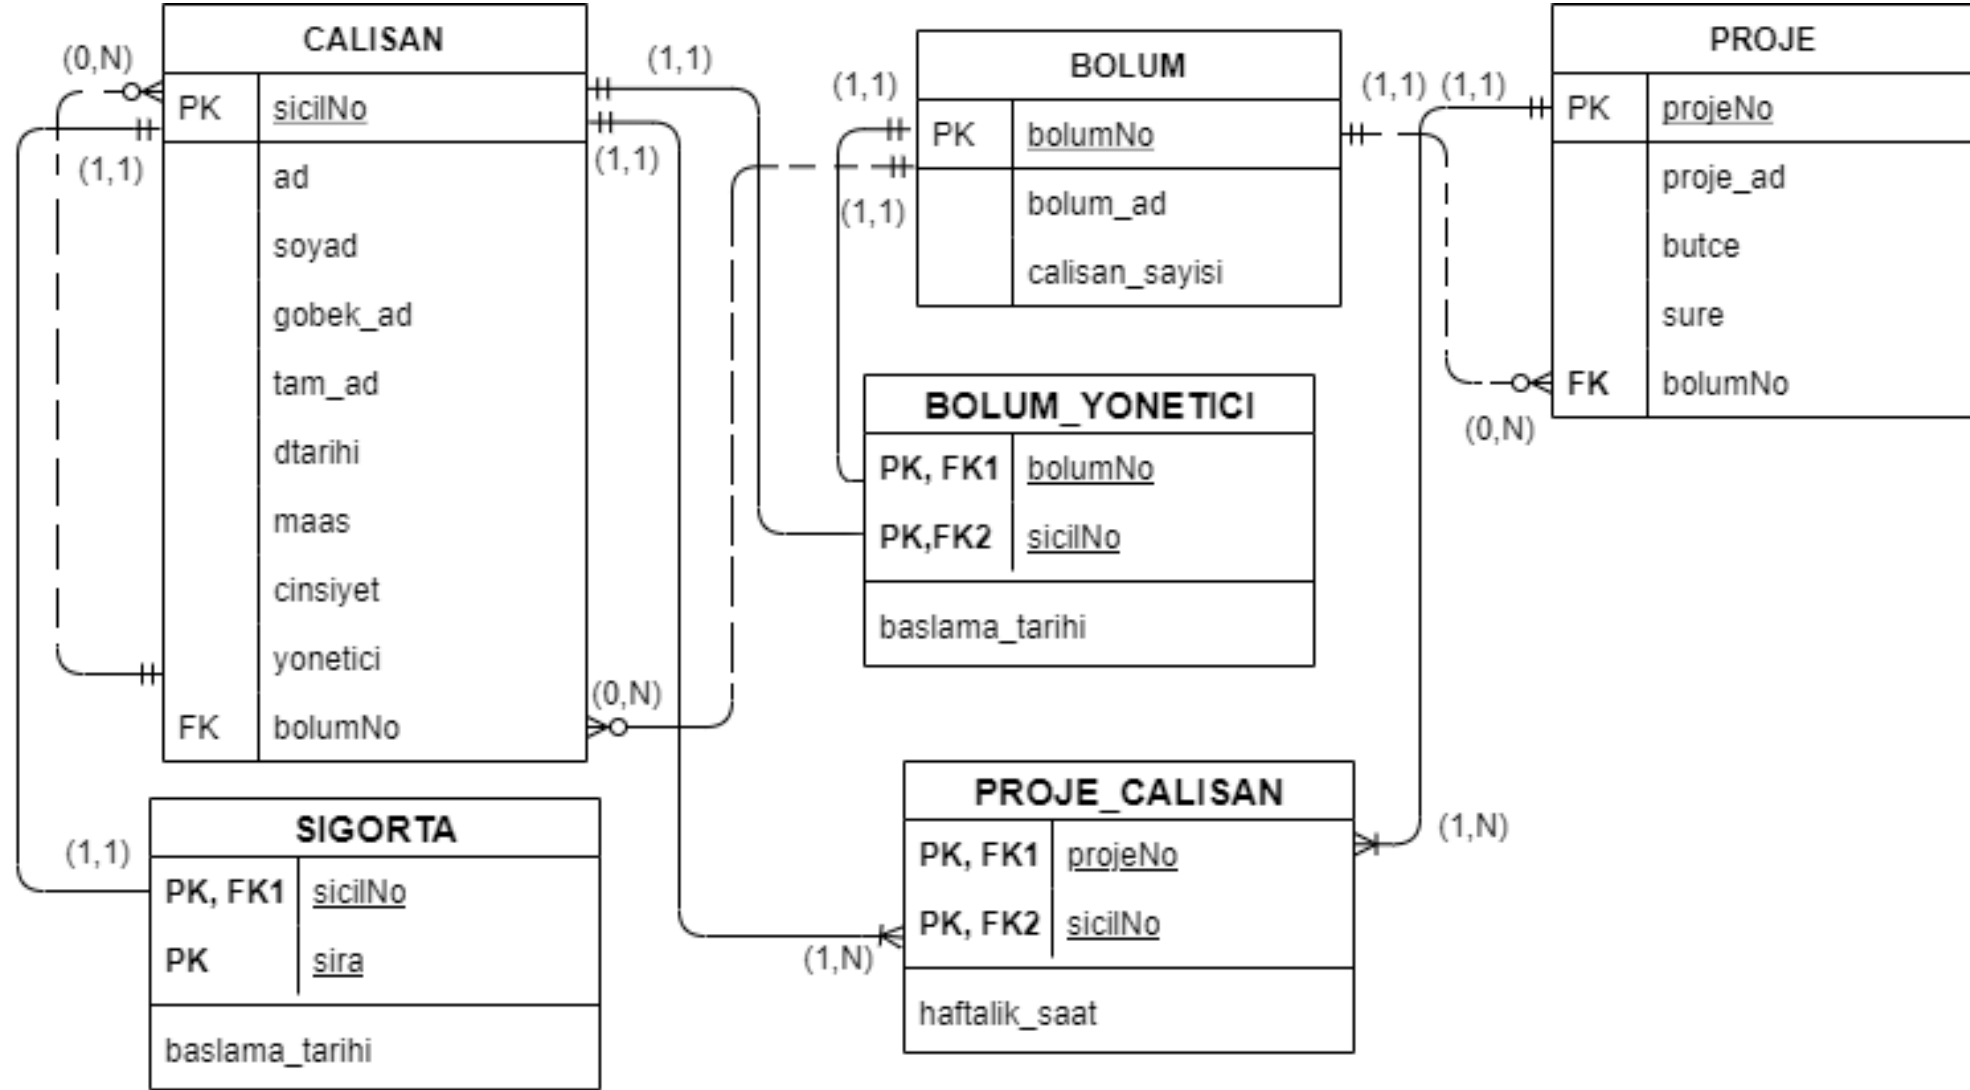 CALISAN
PK sicilNo
ad
soyad
gobek_ad
tam_ad
dtarihi
maas
cinsiyet
yonetici
FK bolumNo
(0,N)
(1,1)
(1,1)
(1,1)
(0,N)
BOLUM
PK bolumNo
bolum_ad
calisan_sayisi
(1,1)
(1,1)
(1,1)
(1,1)
PROJE
PK projeNo
proje_ad
butce
sure
FK bolumNo
(0,N)
BOLUM_YONETICI
PK, FK1 bolumNo
PK,FK2 sicilNo
baslama_tarihi
SIGORTA
PK, FK1 sicilNo
PK sira
baslama_tarihi
(1,1)
PROJE_CALISAN
PK, FK1 projeNo
PK, FK2 sicilNo
haftalik_saat
(1,N)
(1,N)